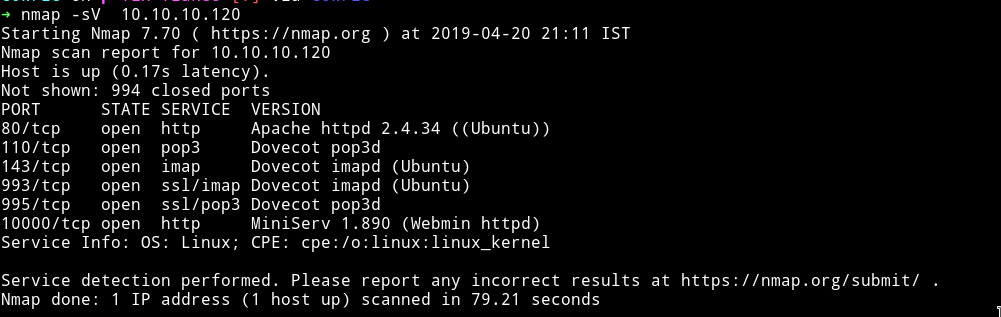 ➜ nmap -sV  10.10.10.120
Starting Nmap 7.70 ( https://nmap.org ) at 2019-04-20 21:11 IST
Nmap scan report for 10.10.10.120
Host is up (0.17s latency).
Not shown: 994 closed ports
PORT      STATE SERVICE  VERSION
80/tcp    open  http     Apache httpd 2.4.34 ((Ubuntu))
110/tcp   open  pop3     Dovecot pop3d
143/tcp   open  imap     Dovecot imapd (Ubuntu)
993/tcp   open  ssl/imap Dovecot imapd (Ubuntu)
995/tcp   open  ssl/pop3 Dovecot pop3d
10000/tcp open  http     MiniServ 1.890 (Webmin httpd)
Service Info: OS: Linux; CPE: cpe:/o:linux:linux_kernel

Service detection performed. Please report any incorrect results at https://nmap.org/submit/ .
Nmap done: 1 IP address (1 host up) scanned in 79.21 seconds